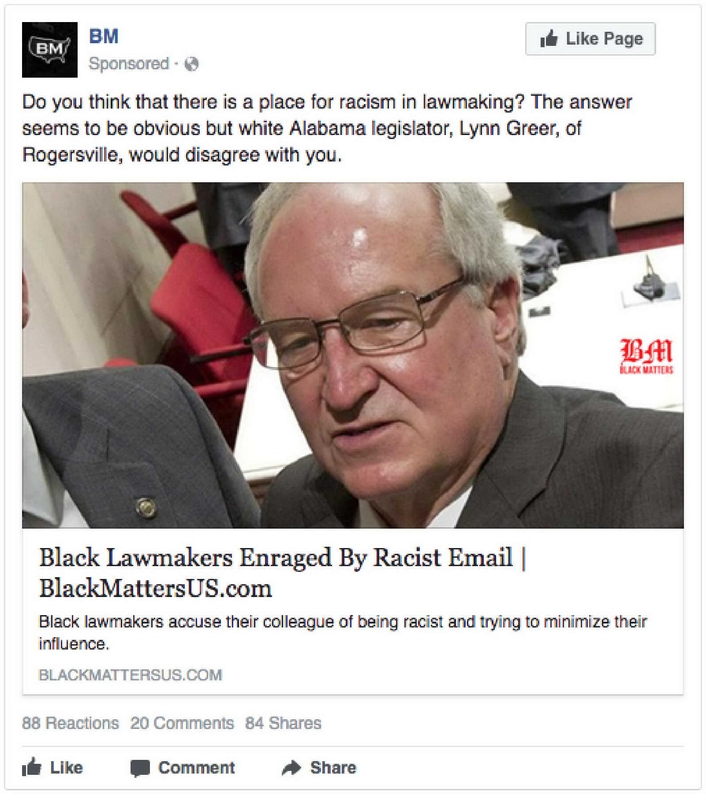 BM
BM
Sponsored ·
Like Page
Do you think that there is a place for racism in lawmaking? The answer
seems to be obvious but white Alabama legislator, Lynn Greer, of
Rogersville, would disagree with you.
BM
BLACK MATTERS
Black Lawmakers Enraged By Racist Email |
BlackMattersUS.com
Black lawmakers accuse their colleague of being racist and trying to minimize their
influence.
BLACKMATTERSUS.COM
88 Reactions 20 Comments 84 Shares
Like Comment Share